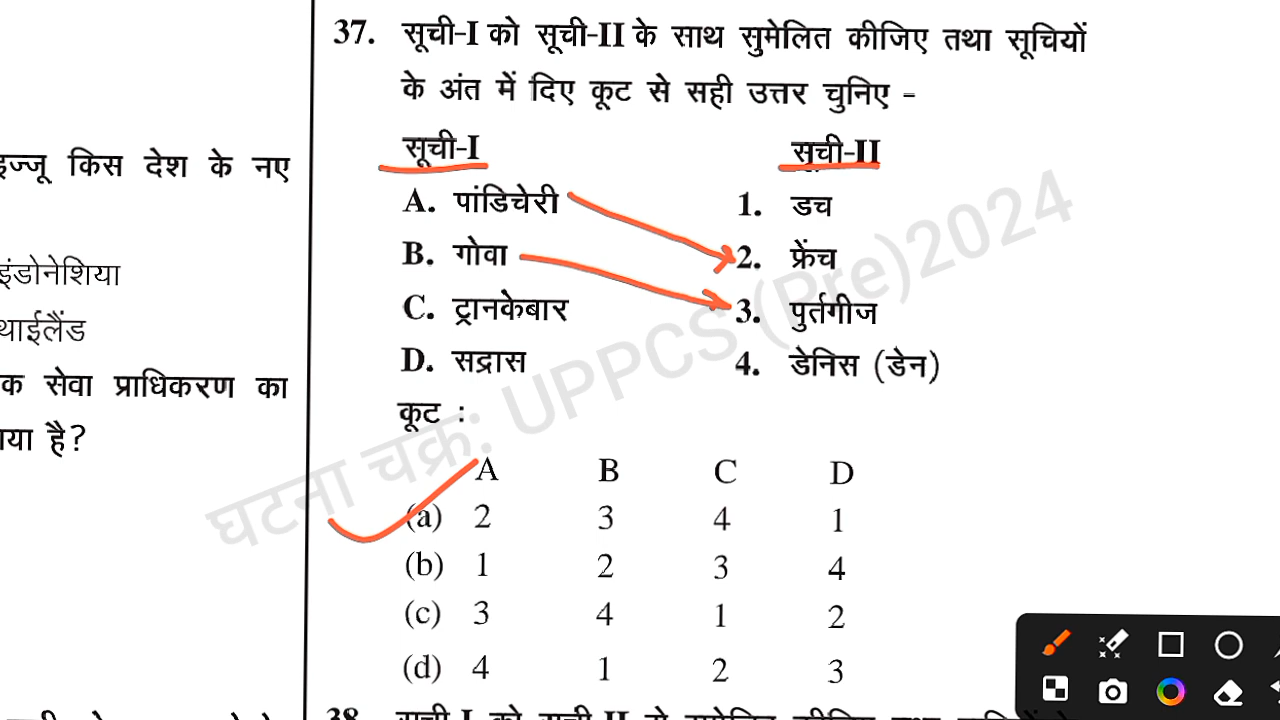 इज्जू किस देश के नए
इंडोनेशिया
थाईलैंड
क सेवा प्राधिकरण का
गया है?
37. सूची-I को सूची-II के साथ सुमेलित कीजिए तथा सूचियों
के अंत में दिए कूट से सही उत्तर चुनिए -
सूची-I सूची-II
A. पांडिचेरी 1. डच
B. गोवा 2. फ्रेंच
C. ट्रानकेबार 3. पुर्तगीज
D. सद्रास 4. डेनिस (डेन)
कूट :
A B C D
(a) 2 3 4 1
(b) 1 2 3 4
(c) 3 4 1 2
(d) 4 1 2 3
घटना चक्र: UPPCS (Pre)2024